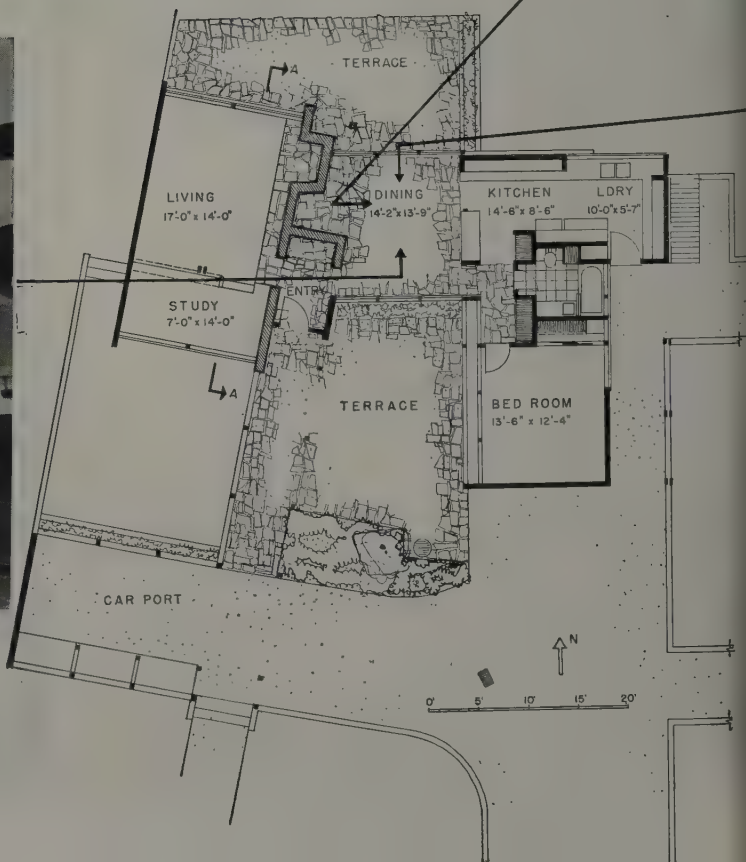 TERRACE
A
LIVING
17'-0" x 14'-0"
DINING
14'-2" x 13'-9"
KITCHEN
14'-6" x 8'-6"
LDRY
10'-0" x 5'-7"
ENTRY
STUDY
7'-0" x 14'-0"
A
TERRACE
BED ROOM
13'-6" x 12'-4"
CAR PORT
N
0' 5' 10' 15' 20'